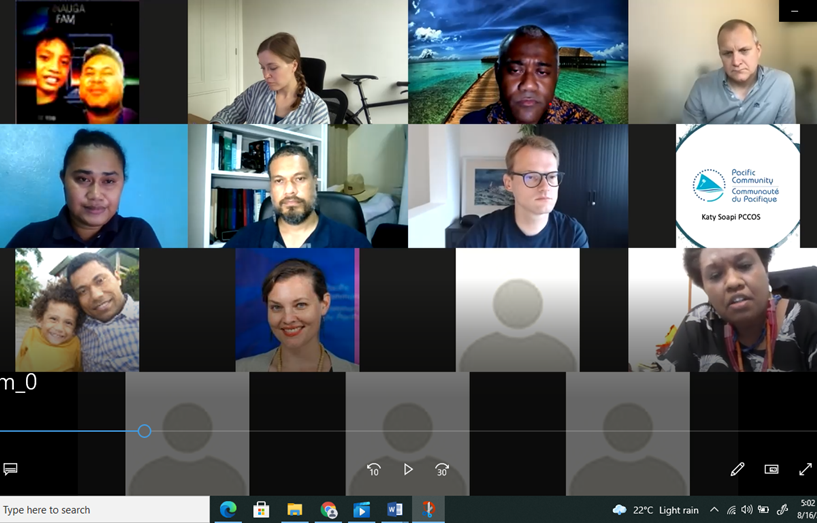 INAUGA
FAM
Pacific
Community
Communauté
du Pacifique
Katy Soapi PCCOS
m_0
10
30
Type here to search
22°C Light rain
5:02
8/16/